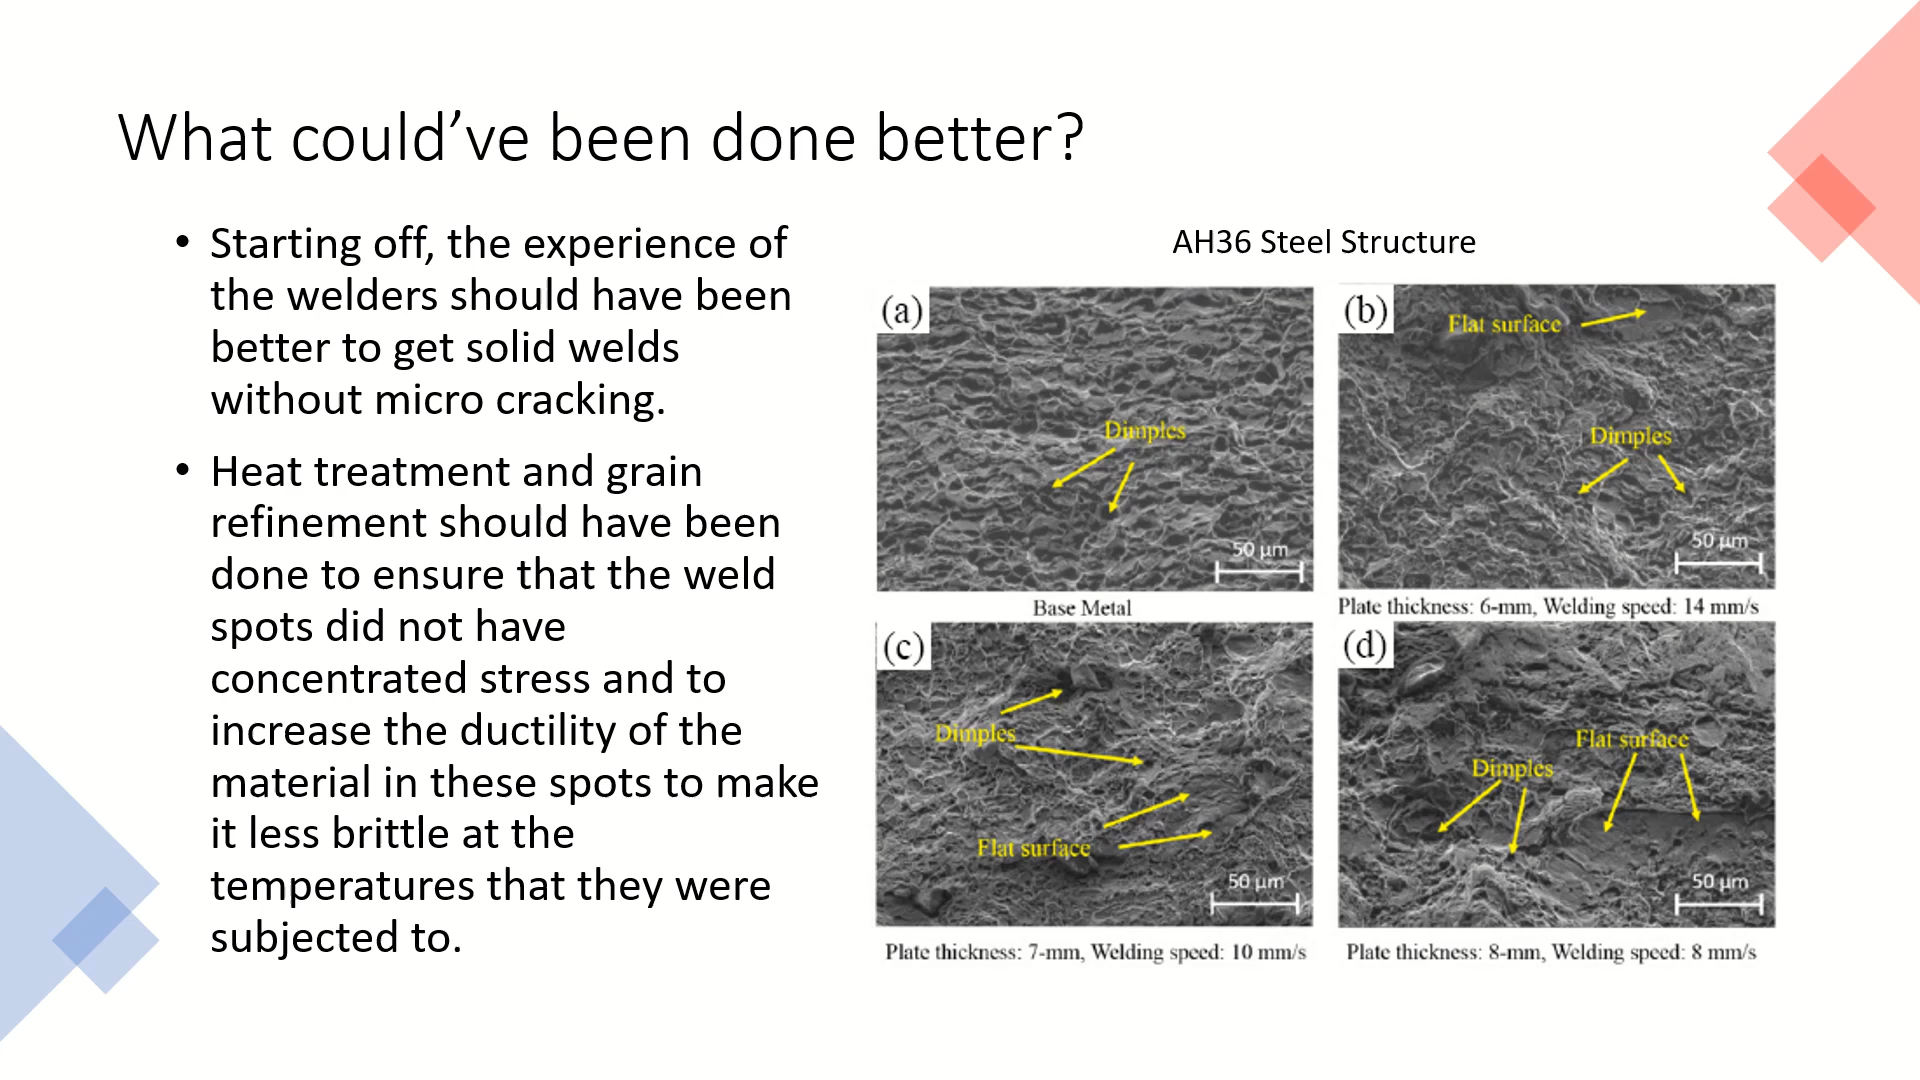 What could’ve been done better?
• Starting off, the experience of
the welders should have been
better to get solid welds
without micro cracking.
• Heat treatment and grain
refinement should have been
done to ensure that the weld
spots did not have
concentrated stress and to
increase the ductility of the
material in these spots to make
it less brittle at the
temperatures that they were
subjected to.
AH36 Steel Structure
(a)
Dimples
50 μm
Base Metal
(b)
Flat surface
Dimples
50 μm
Plate thickness: 6-mm, Welding speed: 14 mm/s
(c)
Dimples
Flat surface
50 μm
Plate thickness: 7-mm, Welding speed: 10 mm/s
(d)
Flat surface
Dimples
50 μm
Plate thickness: 8-mm, Welding speed: 8 mm/s